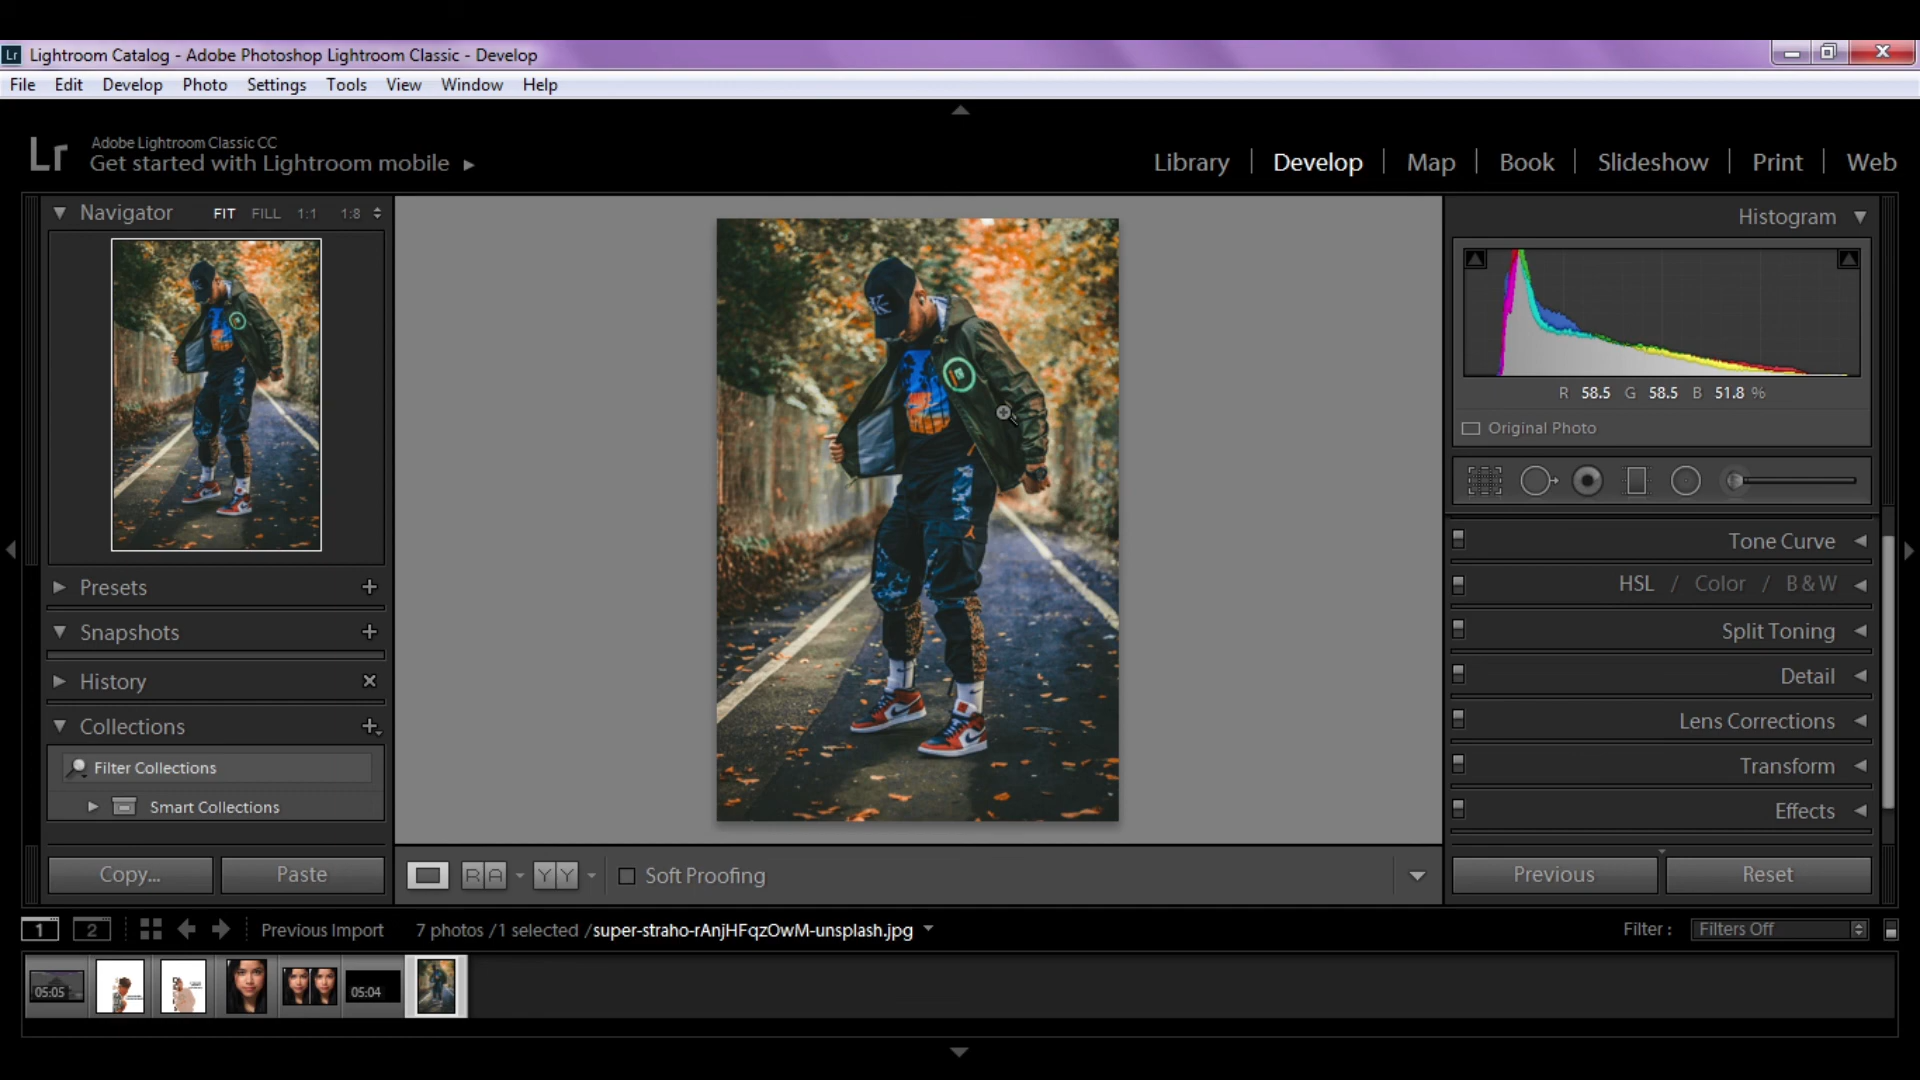 Lr Lightroom Catalog - Adobe Photoshop Lightroom Classic - Develop
File Edit Develop Photo Settings Tools View Window Help
Lr Adobe Lightroom Classic CC
Get started with Lightroom mobile
Library Develop Map Book Slideshow Print Web
Navigator FIT FILL 1:1 1:8
Histogram
R 58.5 G 58.5 B 51.8 %
Original Photo
Presets
Snapshots
History
Collections
Filter Collections
Smart Collections
Copy... Paste
RA YY Soft Proofing
Tone Curve
HSL / Color / B & W
Split Toning
Detail
Lens Corrections
Transform
Effects
Previous Reset
1 2 Previous Import 7 photos /1 selected /super-straho-rAnjHFqzOwM-unsplash.jpg
Filter : Filters Off
05:05 05:04